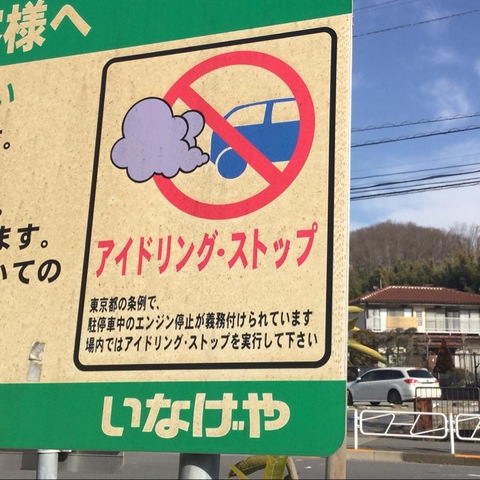 様へ
い
す。
ます。
いての
アイドリング・ストップ
東京都の条例で、
駐停車中のエンジン停止が義務付けられています
場内ではアイドリング・ストップを実行して下さい
いなげや